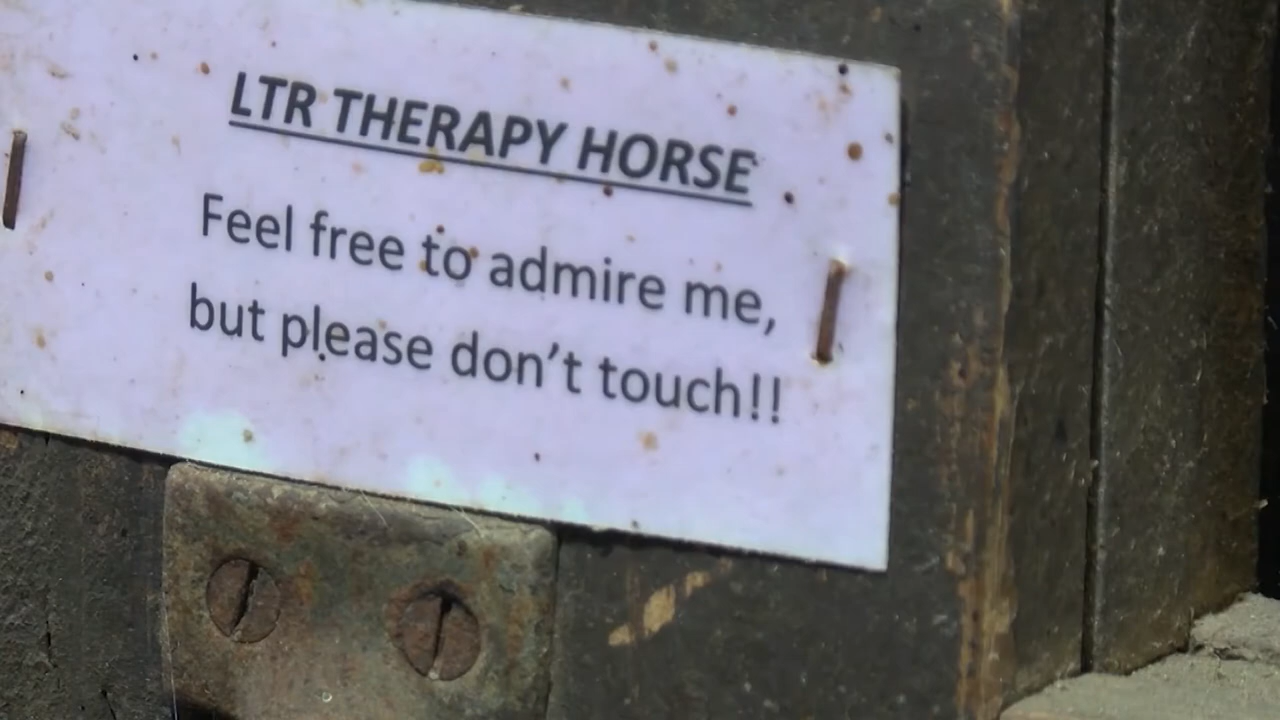 LTR THERAPY HORSE
Feel free to admire me,
but please don’t touch!!